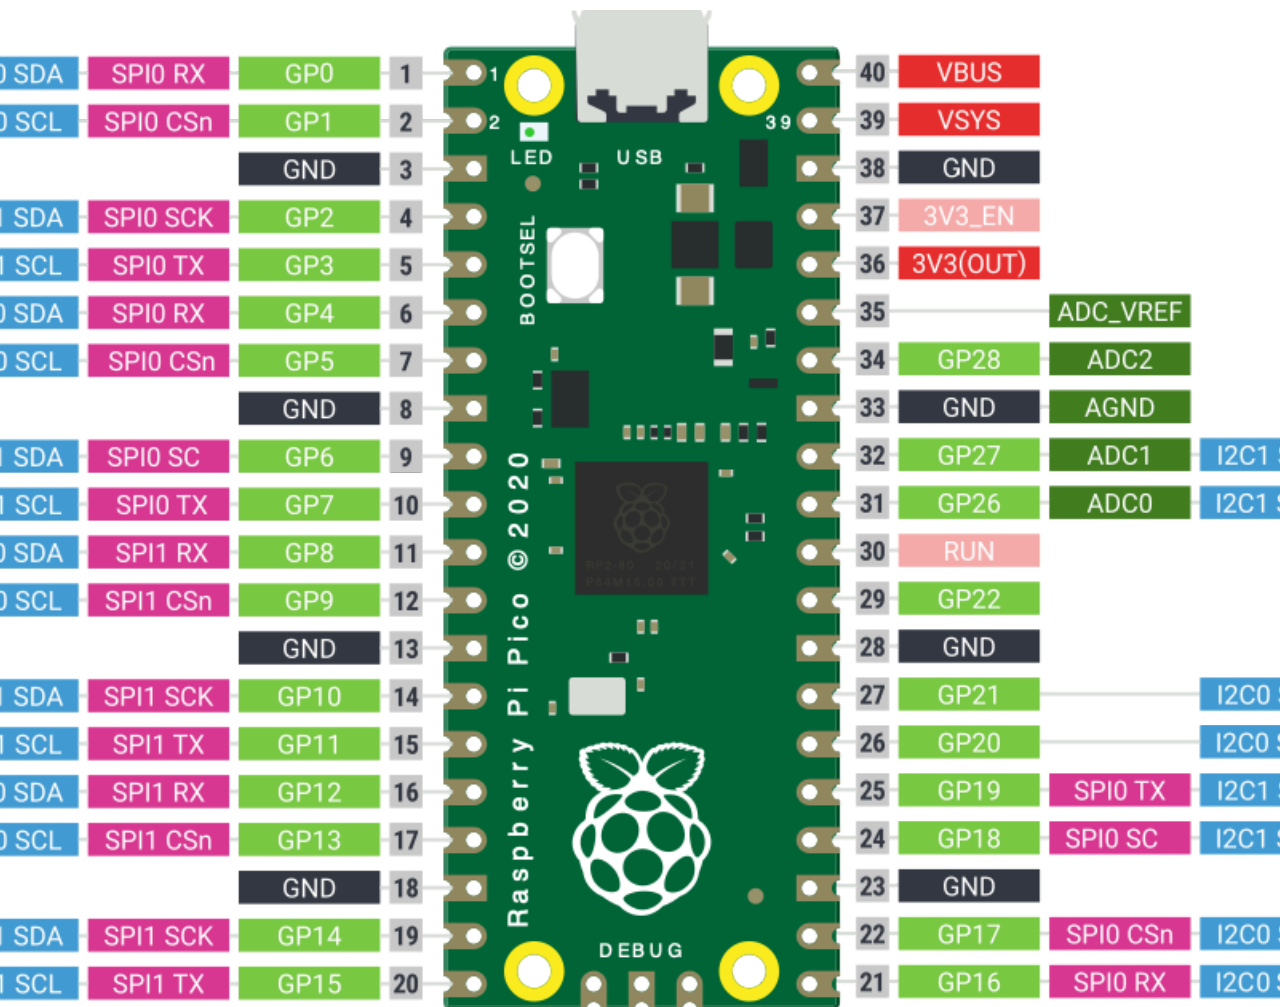 0 SDA SPI0 RX GP0 1 1 40 VBUS
0 SCL SPI0 CSn GP1 2 2 39 39 VSYS
LED USB
GND 3 38 GND
1 SDA SPI0 SCK GP2 4 37 3V3_EN
1 SCL SPI0 TX GP3 5 36 3V3(OUT)
BOOTSEL
0 SDA SPI0 RX GP4 6 35 ADC_VREF
0 SCL SPI0 CSn GP5 7 34 GP28 ADC2
GND 8 33 GND AGND
1 SDA SPI0 SC GP6 9 32 GP27 ADC1 I2C1
1 SCL SPI0 TX GP7 10 31 GP26 ADC0 I2C1
0 SDA SPI1 RX GP8 11 30 RUN
0 SCL SPI1 CSn GP9 12 29 GP22
GND 13 28 GND
1 SDA SPI1 SCK GP10 14 27 GP21 I2C0
1 SCL SPI1 TX GP11 15 26 GP20 I2C0
0 SDA SPI1 RX GP12 16 25 GP19 SPI0 TX I2C1
0 SCL SPI1 CSn GP13 17 24 GP18 SPI0 SC I2C1
GND 18 23 GND
1 SDA SPI1 SCK GP14 19 22 GP17 SPI0 CSn I2C0
1 SCL SPI1 TX GP15 20 21 GP16 SPI0 RX I2C0
Raspberry Pi Pico © 2020
DEBUG